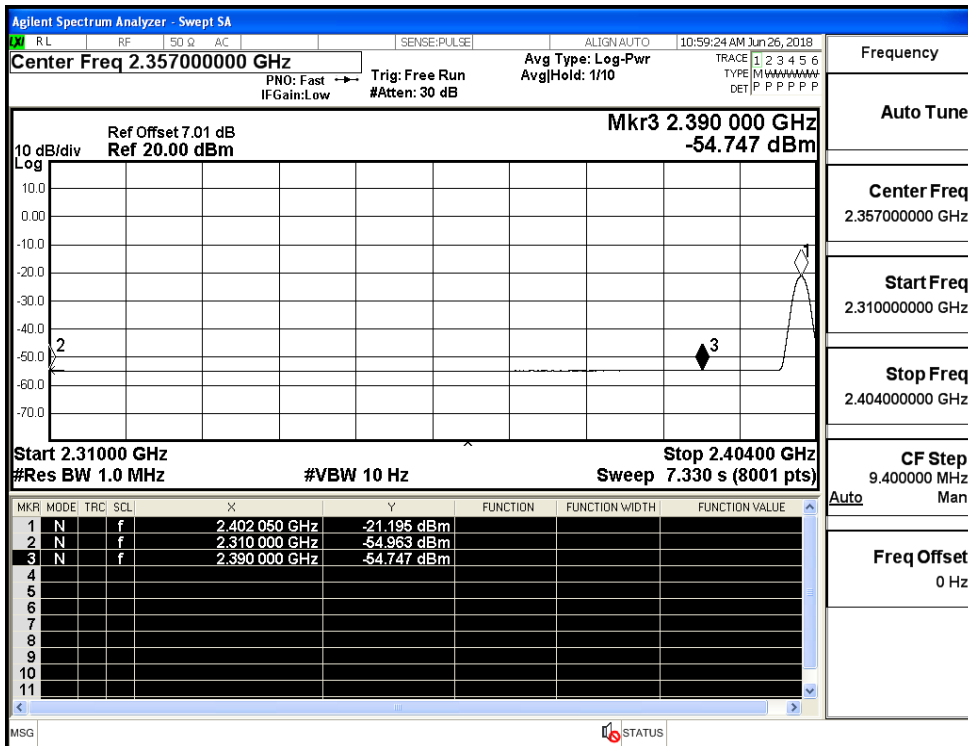 Agilent Spectrum Analyzer - Swept SA
LXI RL RF 50 Ω AC SENSE:PULSE ALIGN AUTO 10:59:24 AM Jun 26, 2018
Center Freq 2.357000000 GHz
PNO: Fast
IFGain:Low
Trig: Free Run
#Atten: 30 dB
Avg Type: Log-Pwr
Avg|Hold: 1/10
TRACE 1 2 3 4 5 6
TYPE M W W W W W
DET P P P P P P
Mkr3 2.390 000 GHz
-54.747 dBm
Ref Offset 7.01 dB
10 dB/div Ref 20.00 dBm
Log
10.0
0.00
-10.0
-20.0
-30.0
-40.0
-50.0
-60.0
-70.0
1
2
3
Start 2.31000 GHz Stop 2.40400 GHz
#Res BW 1.0 MHz #VBW 10 Hz Sweep 7.330 s (8001 pts)
MKR MODE TRC SCL X Y FUNCTION FUNCTION WIDTH FUNCTION VALUE
1 N f 2.402 050 GHz -21.195 dBm
2 N f 2.310 000 GHz -54.963 dBm
3 N f 2.390 000 GHz -54.747 dBm
4
5
6
7
8
9
10
11
MSG STATUS
Frequency
Auto Tune
Center Freq
2.357000000 GHz
Start Freq
2.310000000 GHz
Stop Freq
2.404000000 GHz
CF Step
9.400000 MHz
Auto Man
Freq Offset
0 Hz